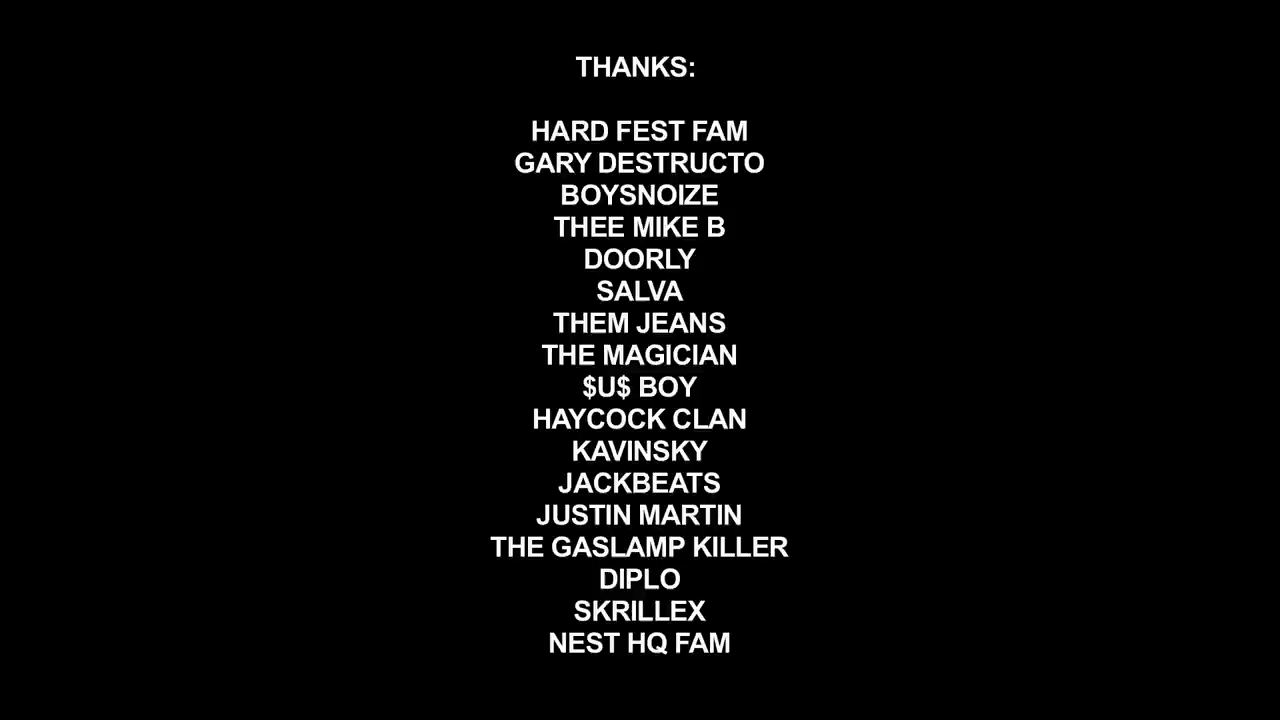 THANKS:
HARD FEST FAM
GARY DESTRUCTO
BOYSNOIZE
THEE MIKE B
DOORLY
SALVA
THEM JEANS
THE MAGICIAN
$U$ BOY
HAYCOCK CLAN
KAVINSKY
JACKBEATS
JUSTIN MARTIN
THE GASLAMP KILLER
DIPLO
SKRILLEX
NEST HQ FAM